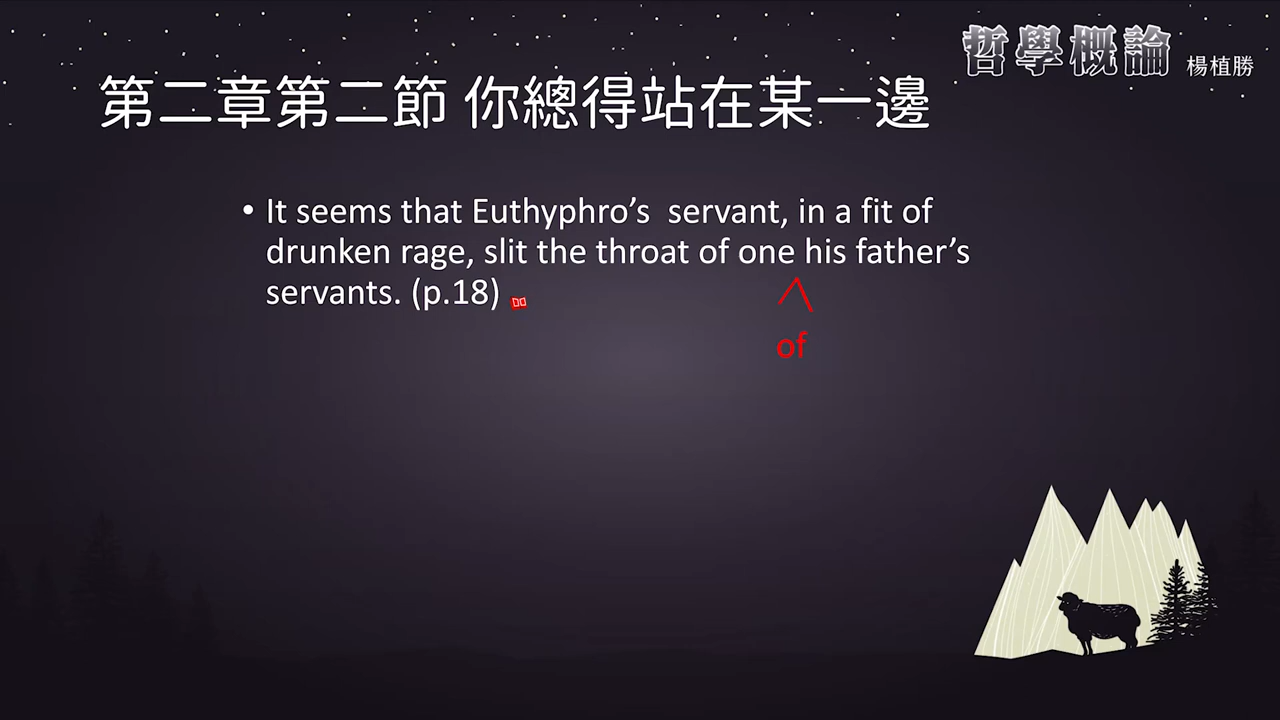 哲學概論 楊植勝
第二章第二節 你總得站在某一邊
• It seems that Euthyphro’s  servant, in a fit of
drunken rage, slit the throat of one his father’s
servants. (p.18)
of